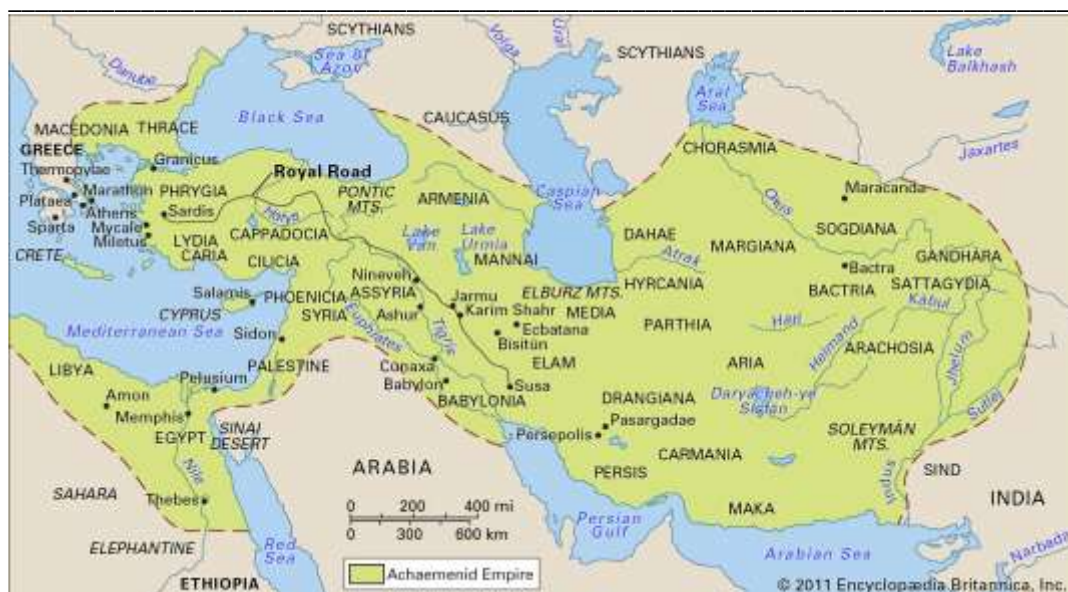 SCYTHIANS
Sea of
Azov
Volga
Ural
SCYTHIANS
Lake
Balkhash
Danube
Aral
Sea
Black Sea
CAUCASUS
MACEDONIA
THRACE
GREECE
Granicus
Thermopylae
CHORASMIA
Jaxartes
Marathon
PHRYGIA
Royal Road
PONTIC
MTS.
ARMENIA
Caspian
Sea
Maracanda
Plataea
Athens
Sardis
Halys
Oxus
SOGDIANA
Sparta
Mycale
Miletus
LYDIA
CAPPADOCIA
Lake
Van
Lake
Urmia
DAHAE
MARGIANA
GANDHARA
CRETE
CARIA
CILICIA
MANNAI
Atrak
Bactra
Nineveh
HYRCANIA
BACTRIA
SATTAGYDIA
Salamis
PHOENICIA
ASSYRIA
Jarmu
ELBURZ MTS.
Kabul
CYPRUS
SYRIA
Ashur
Karim Shahr
MEDIA
PARTHIA
Hari
Mediterranean Sea
Sidon
Euphrates
Tigris
Ecbatana
Bisitun
Helmand
ARACHOSIA
Jhelum
LIBYA
PALESTINE
Conaxa
ELAM
ARIA
Pelusium
Babylon
Susa
Amon
BABYLONIA
DRANGIANA
Daryacheh-ye
Sistan
Sutlej
Memphis
Pasargadae
EGYPT
SINAI
DESERT
Persepolis
SOLEYMĀN
MTS.
CARMANIA
ARABIA
PERSIS
SIND
SAHARA
Nile
Indus
INDIA
Thebes
0 200 400 mi
MAKA
0 300 600 km
Persian
Gulf
ELEPHANTINE
Red
Sea
Arabian Sea
Narbada
ETHIOPIA
Achaemenid Empire
© 2011 Encyclopædia Britannica, Inc.